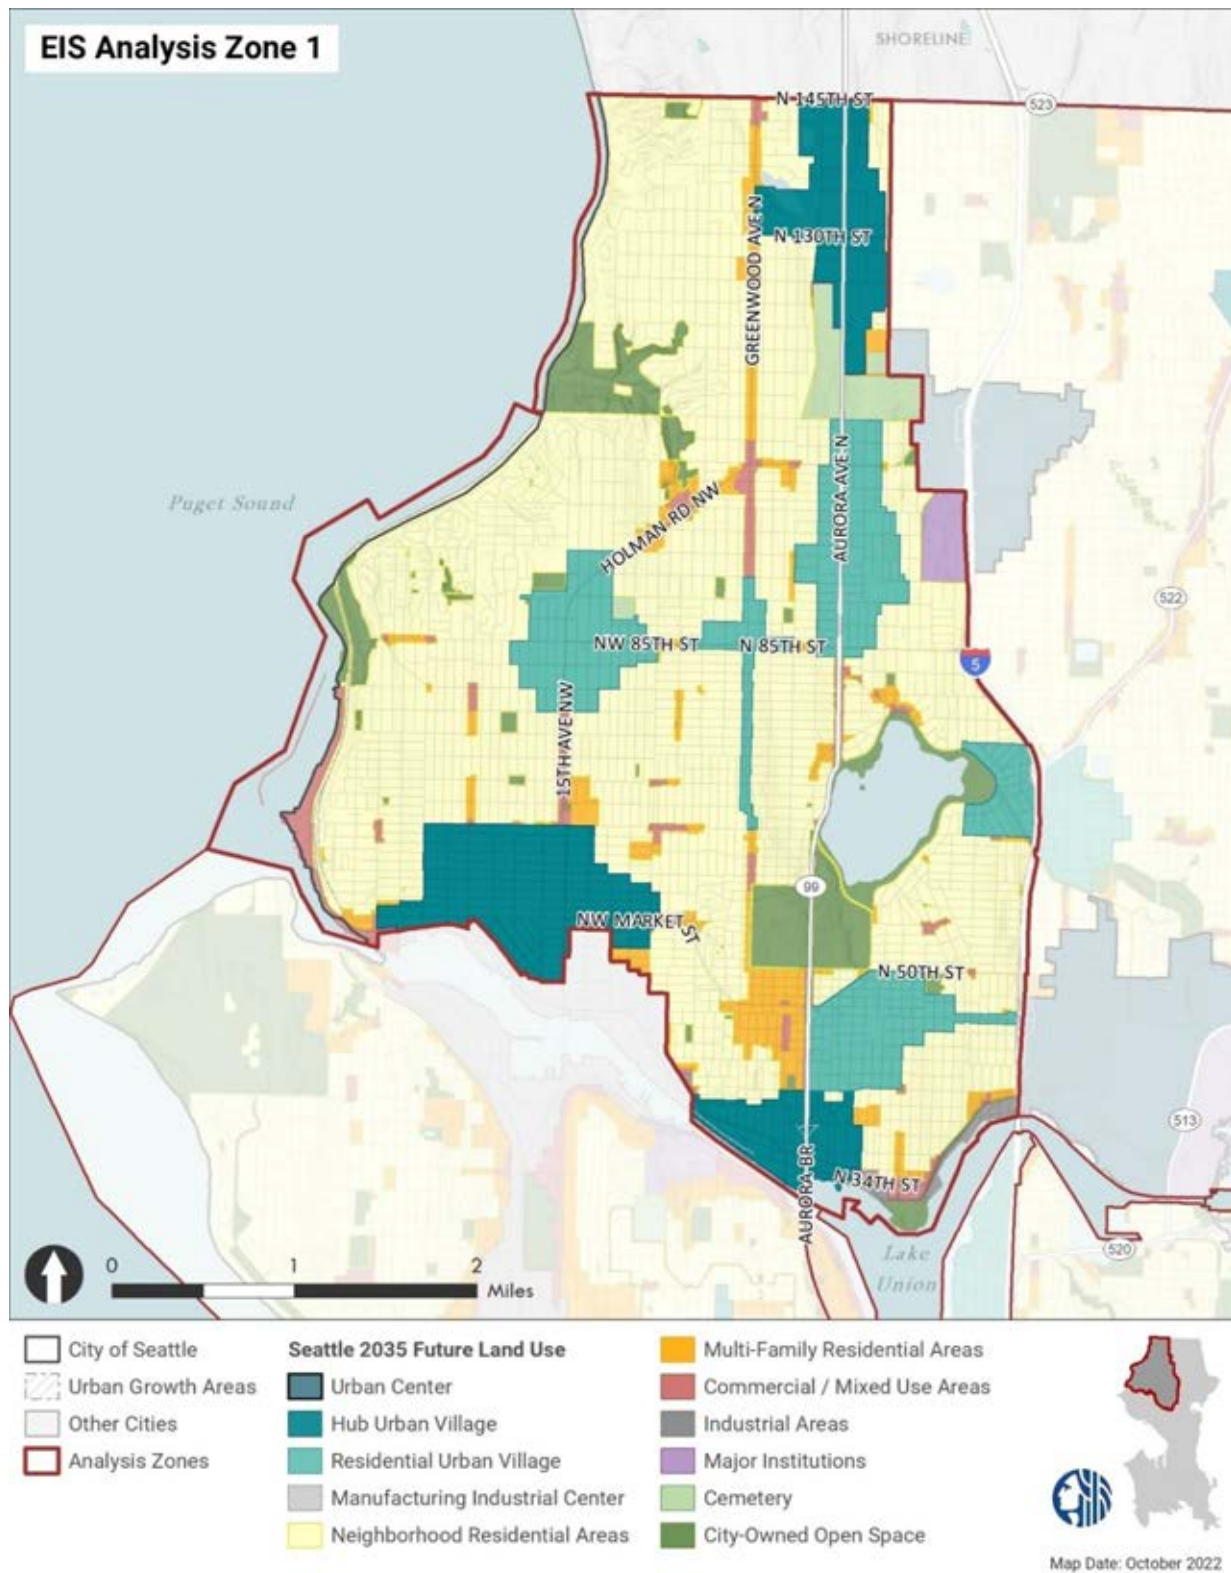 EIS Analysis Zone 1
SHORELINE
N 145TH ST
523
GREENWOOD AVE N
N 130TH ST
AURORA AVE N
Puget Sound
HOLMAN RD NW
522
NW 85TH ST
N 85TH ST
5
15TH AVE NW
99
NW MARKET ST
N 50TH ST
513
AURORA BR
N 34TH ST
520
Lake
Union
0 1 2
Miles
City of Seattle
Urban Growth Areas
Other Cities
Analysis Zones
Seattle 2035 Future Land Use
Urban Center
Hub Urban Village
Residential Urban Village
Manufacturing Industrial Center
Neighborhood Residential Areas
Multi-Family Residential Areas
Commercial / Mixed Use Areas
Industrial Areas
Major Institutions
Cemetery
City-Owned Open Space
Map Date: October 2022